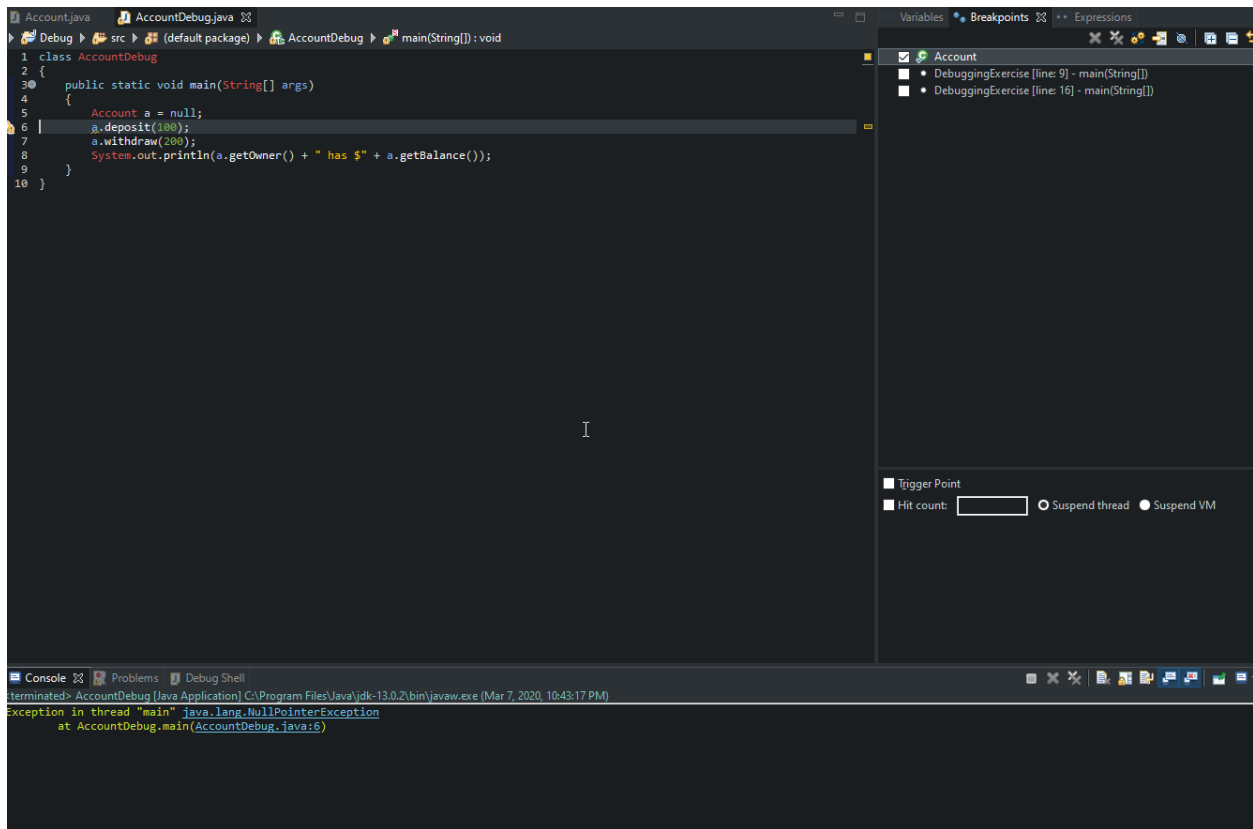 Account.java AccountDebug.java
Debug src (default package) AccountDebug main(String[]) : void
1 class AccountDebug
2 {
3 public static void main(String[] args)
4 {
5 Account a = null;
6 a.deposit(100);
7 a.withdraw(200);
8 System.out.println(a.getOwner() + " has $" + a.getBalance());
9 }
10 }
Variables Breakpoints Expressions
Account
DebuggingExercise [line: 9] - main(String[])
DebuggingExercise [line: 16] - main(String[])
Trigger Point
Hit count: Suspend thread Suspend VM
Console Problems Debug Shell
<terminated> AccountDebug [Java Application] C:\Program Files\Java\jdk-13.0.2\bin\javaw.exe (Mar 7, 2020, 10:43:17 PM)
Exception in thread "main" java.lang.NullPointerException
at AccountDebug.main(AccountDebug.java:6)